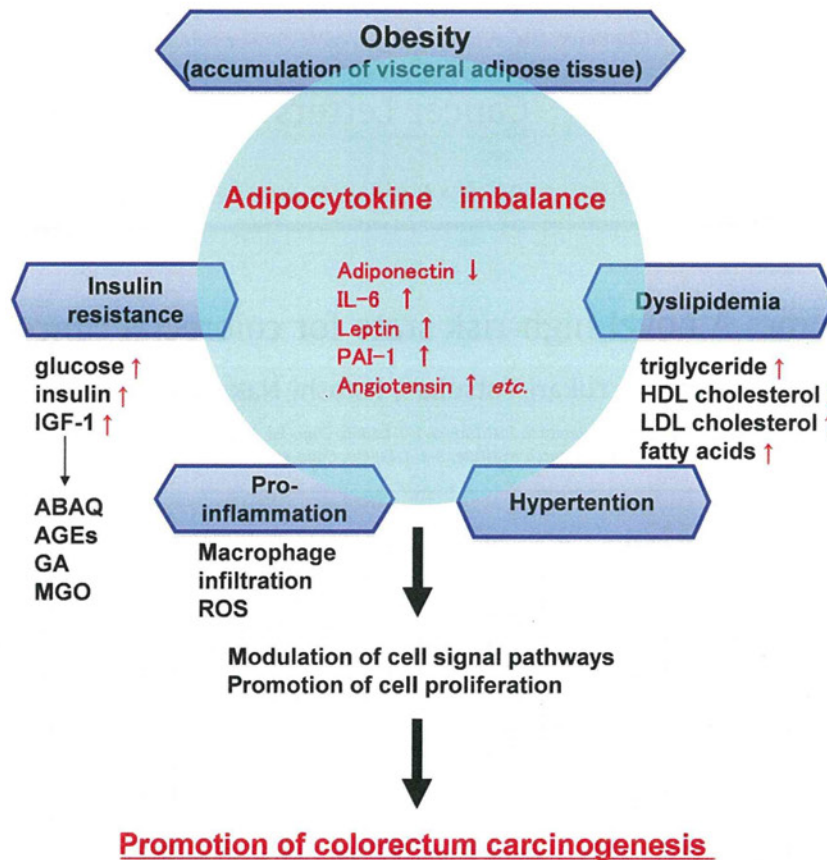 Obesity
(accumulation of visceral adipose tissue)
Adipocytokine imbalance
Adiponectin ↓
IL-6 ↑
Leptin ↑
PAI-1 ↑
Angiotensin ↑ etc.
Insulin
resistance
glucose ↑
insulin ↑
IGF-1 ↑
ABAQ
AGEs
GA
MGO
Dyslipidemia
triglyceride ↑
HDL cholesterol
LDL cholesterol ↑
fatty acids ↑
Pro-
inflammation
Macrophage
infiltration
ROS
Hypertention
Modulation of cell signal pathways
Promotion of cell proliferation
Promotion of colorectum carcinogenesis